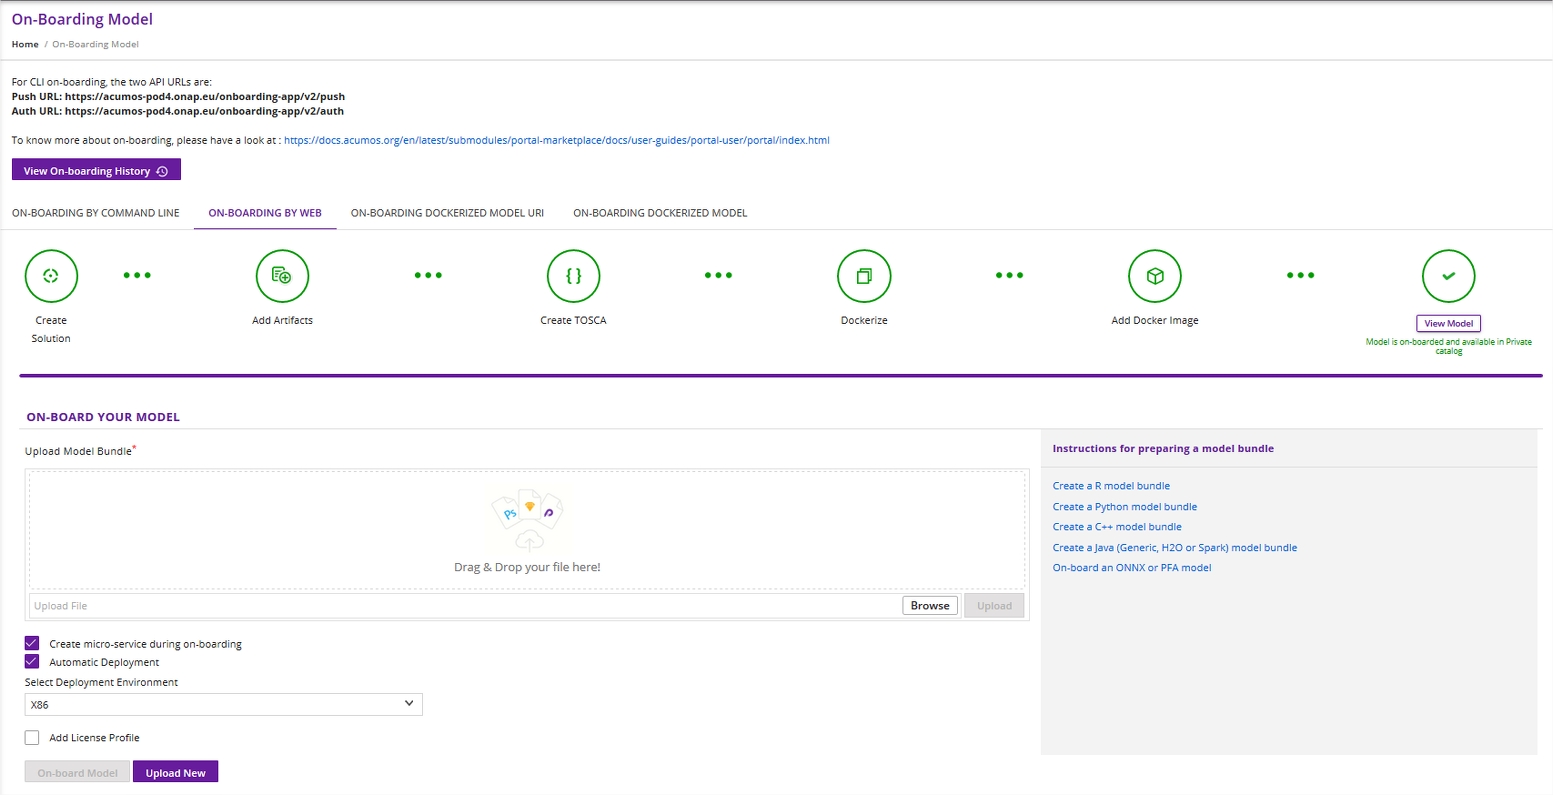 On-Boarding Model
Home / On-Boarding Model
For CLI on-boarding, the two API URLs are:
Push URL: https://acumos-pod4.onap.eu/onboarding-app/v2/push
Auth URL: https://acumos-pod4.onap.eu/onboarding-app/v2/auth
To know more about on-boarding, please have a look at : https://docs.acumos.org/en/latest/submodules/portal-marketplace/docs/user-guides/portal-user/portal/index.html
View On-boarding History
ON-BOARDING BY COMMAND LINE ON-BOARDING BY WEB ON-BOARDING DOCKERIZED MODEL URI ON-BOARDING DOCKERIZED MODEL
Create
Solution
Add Artifacts
{ }
Create TOSCA
Dockerize
Add Docker Image
View Model
Model is on-boarded and available in Private
catalog
ON-BOARD YOUR MODEL
Upload Model Bundle*
Ps
Drag & Drop your file here!
Upload File Browse Upload
Create micro-service during on-boarding
Automatic Deployment
Select Deployment Environment
X86
Add License Profile
On-board Model Upload New
Instructions for preparing a model bundle
Create a R model bundle
Create a Python model bundle
Create a C++ model bundle
Create a Java (Generic, H2O or Spark) model bundle
On-board an ONNX or PFA model